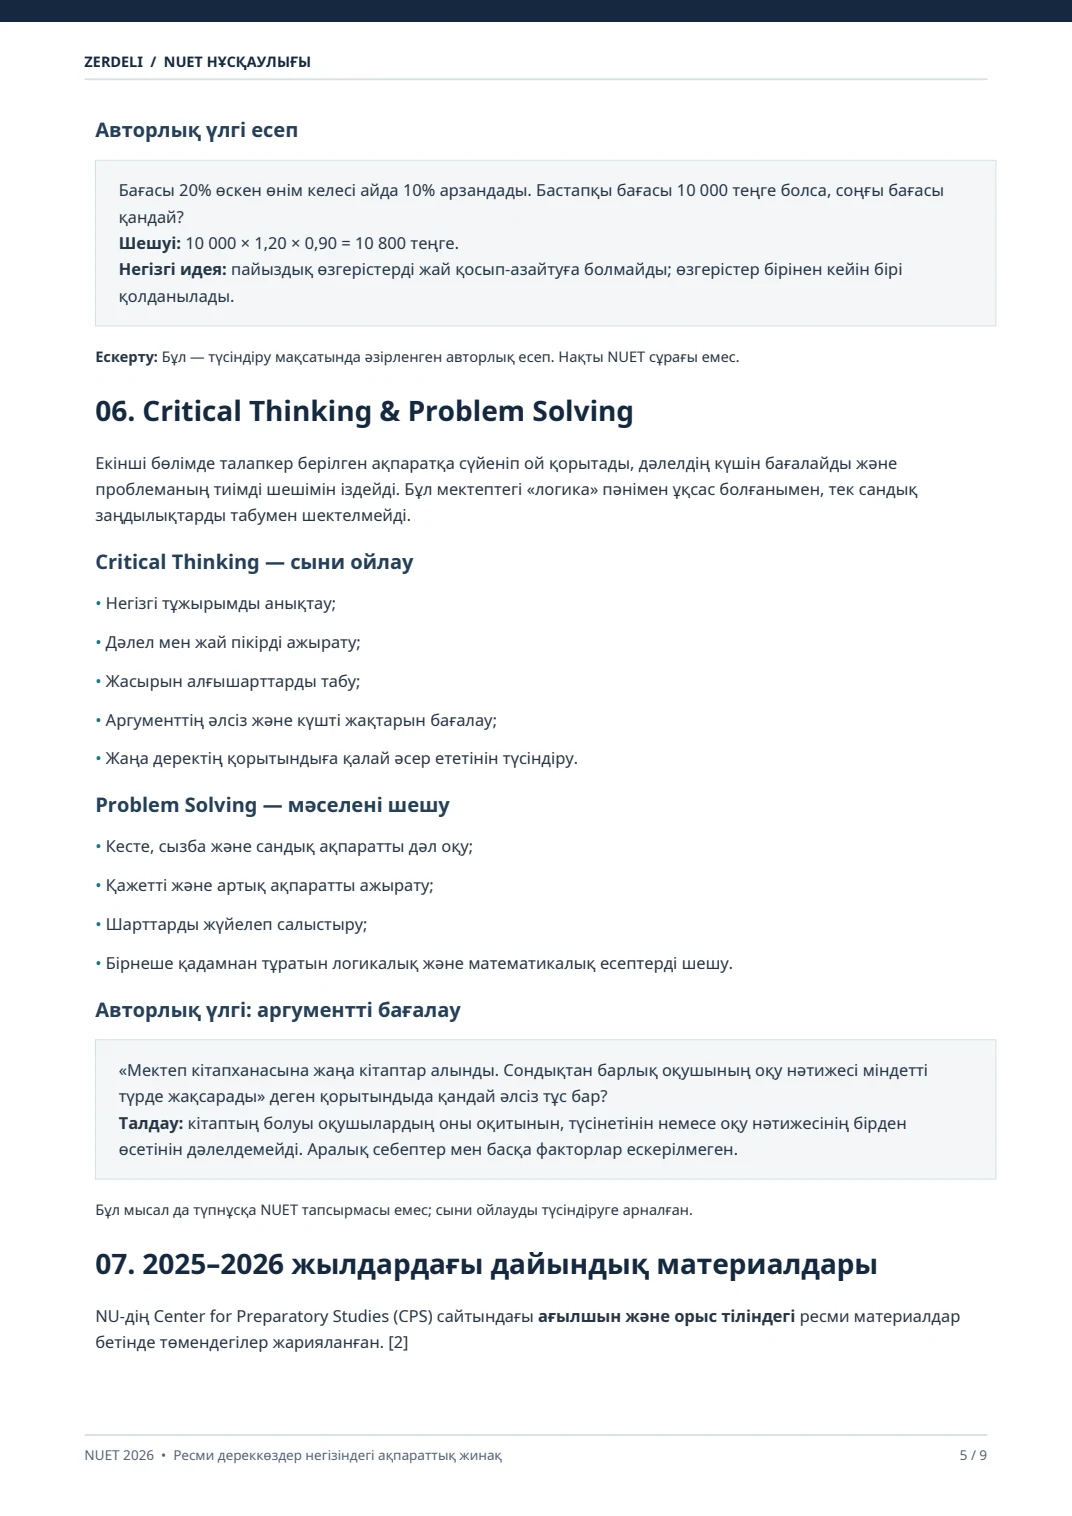 ZERDELI / NUET НҰСҚАУЛЫҒЫ
Авторлық үлгі есеп
Бағасы 20% өскен өнім келесі айда 10% арзандады. Бастапқы бағасы 10 000 теңге болса, соңғы бағасы
қандай?
Шешуі: 10 000 × 1,20 × 0,90 = 10 800 теңге.
Негізгі идея: пайыздық өзгерістерді жай қосып-азайтуға болмайды; өзгерістер бірінен кейін бірі
қолданылады.
Ескерту: Бұл — түсіндіру мақсатында әзірленген авторлық есеп. Нақты NUET сұрағы емес.
06. Critical Thinking & Problem Solving
Екінші бөлімде талапкер берілген ақпаратқа сүйеніп ой қорытады, дәлелдің күшін бағалайды және
проблеманың тиімді шешімін іздейді. Бұл мектептегі «логика» пәнімен ұқсас болғанымен, тек сандық
заңдылықтарды табумен шектелмейді.
Critical Thinking — сыни ойлау
• Негізгі тұжырымды анықтау;
• Дәлел мен жай пікірді ажырату;
• Жасырын алғышарттарды табу;
• Аргументтің әлсіз және күшті жақтарын бағалау;
• Жаңа деректің қорытындыға қалай әсер ететінін түсіндіру.
Problem Solving — мәселені шешу
• Кесте, сызба және сандық ақпаратты дәл оқу;
• Қажетті және артық ақпаратты ажырату;
• Шарттарды жүйелеп салыстыру;
• Бірнеше қадамнан тұратын логикалық және математикалық есептерді шешу.
Авторлық үлгі: аргументті бағалау
«Мектеп кітапханасына жаңа кітаптар алынды. Сондықтан барлық оқушының оқу нәтижесі міндетті
түрде жақсарады» деген қорытындыда қандай әлсіз тұс бар?
Талдау: кітаптың болуы оқушылардың оны оқитынын, түсінетінін немесе оқу нәтижесінің бірден
өсетінін дәлелдемейді. Аралық себептер мен басқа факторлар ескерілмеген.
Бұл мысал да түпнұсқа NUET тапсырмасы емес; сыни ойлауды түсіндіруге арналған.
07. 2025–2026 жылдардағы дайындық материалдары
NU-дің Center for Preparatory Studies (CPS) сайтындағы ағылшын және орыс тіліндегі ресми материалдар
бетінде төмендегілер жарияланған. [2]
NUET 2026 • Ресми дереккөздер негізіндегі ақпараттық жинақ
5 / 9